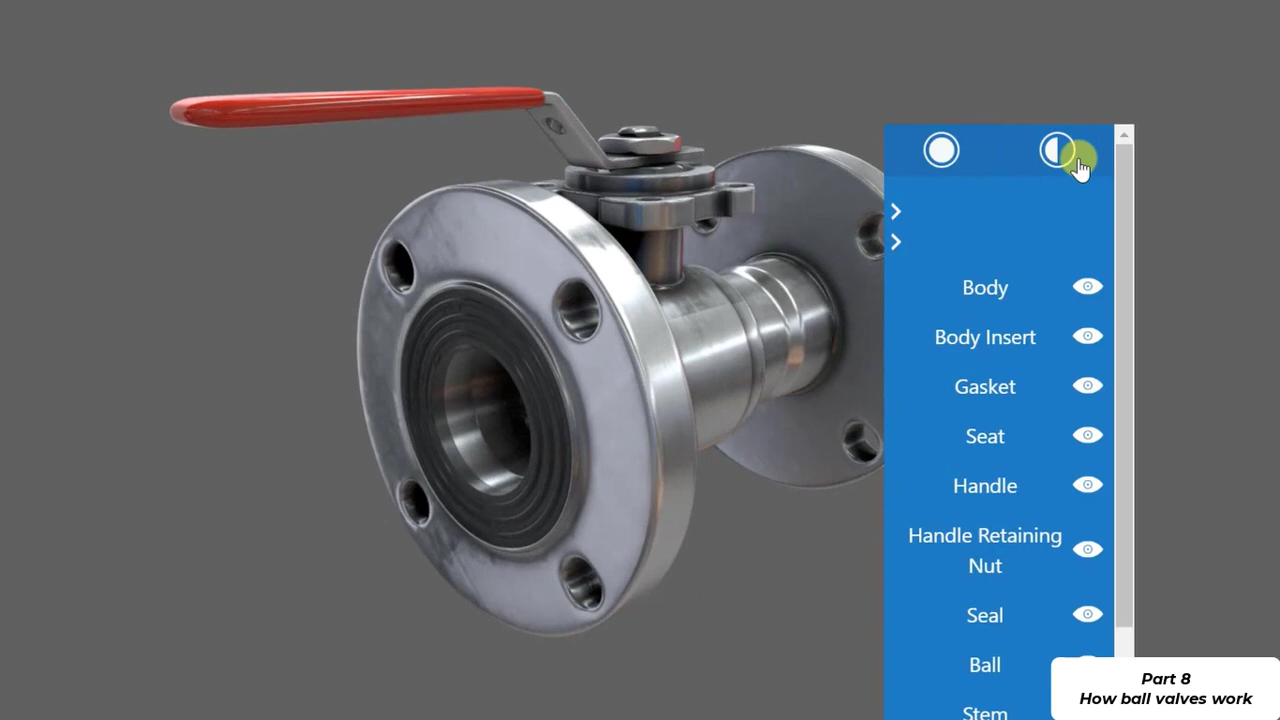 Body
Body Insert
Gasket
Seat
Handle
Handle Retaining
Nut
Seal
Ball
Stem
Part 8
How ball valves work